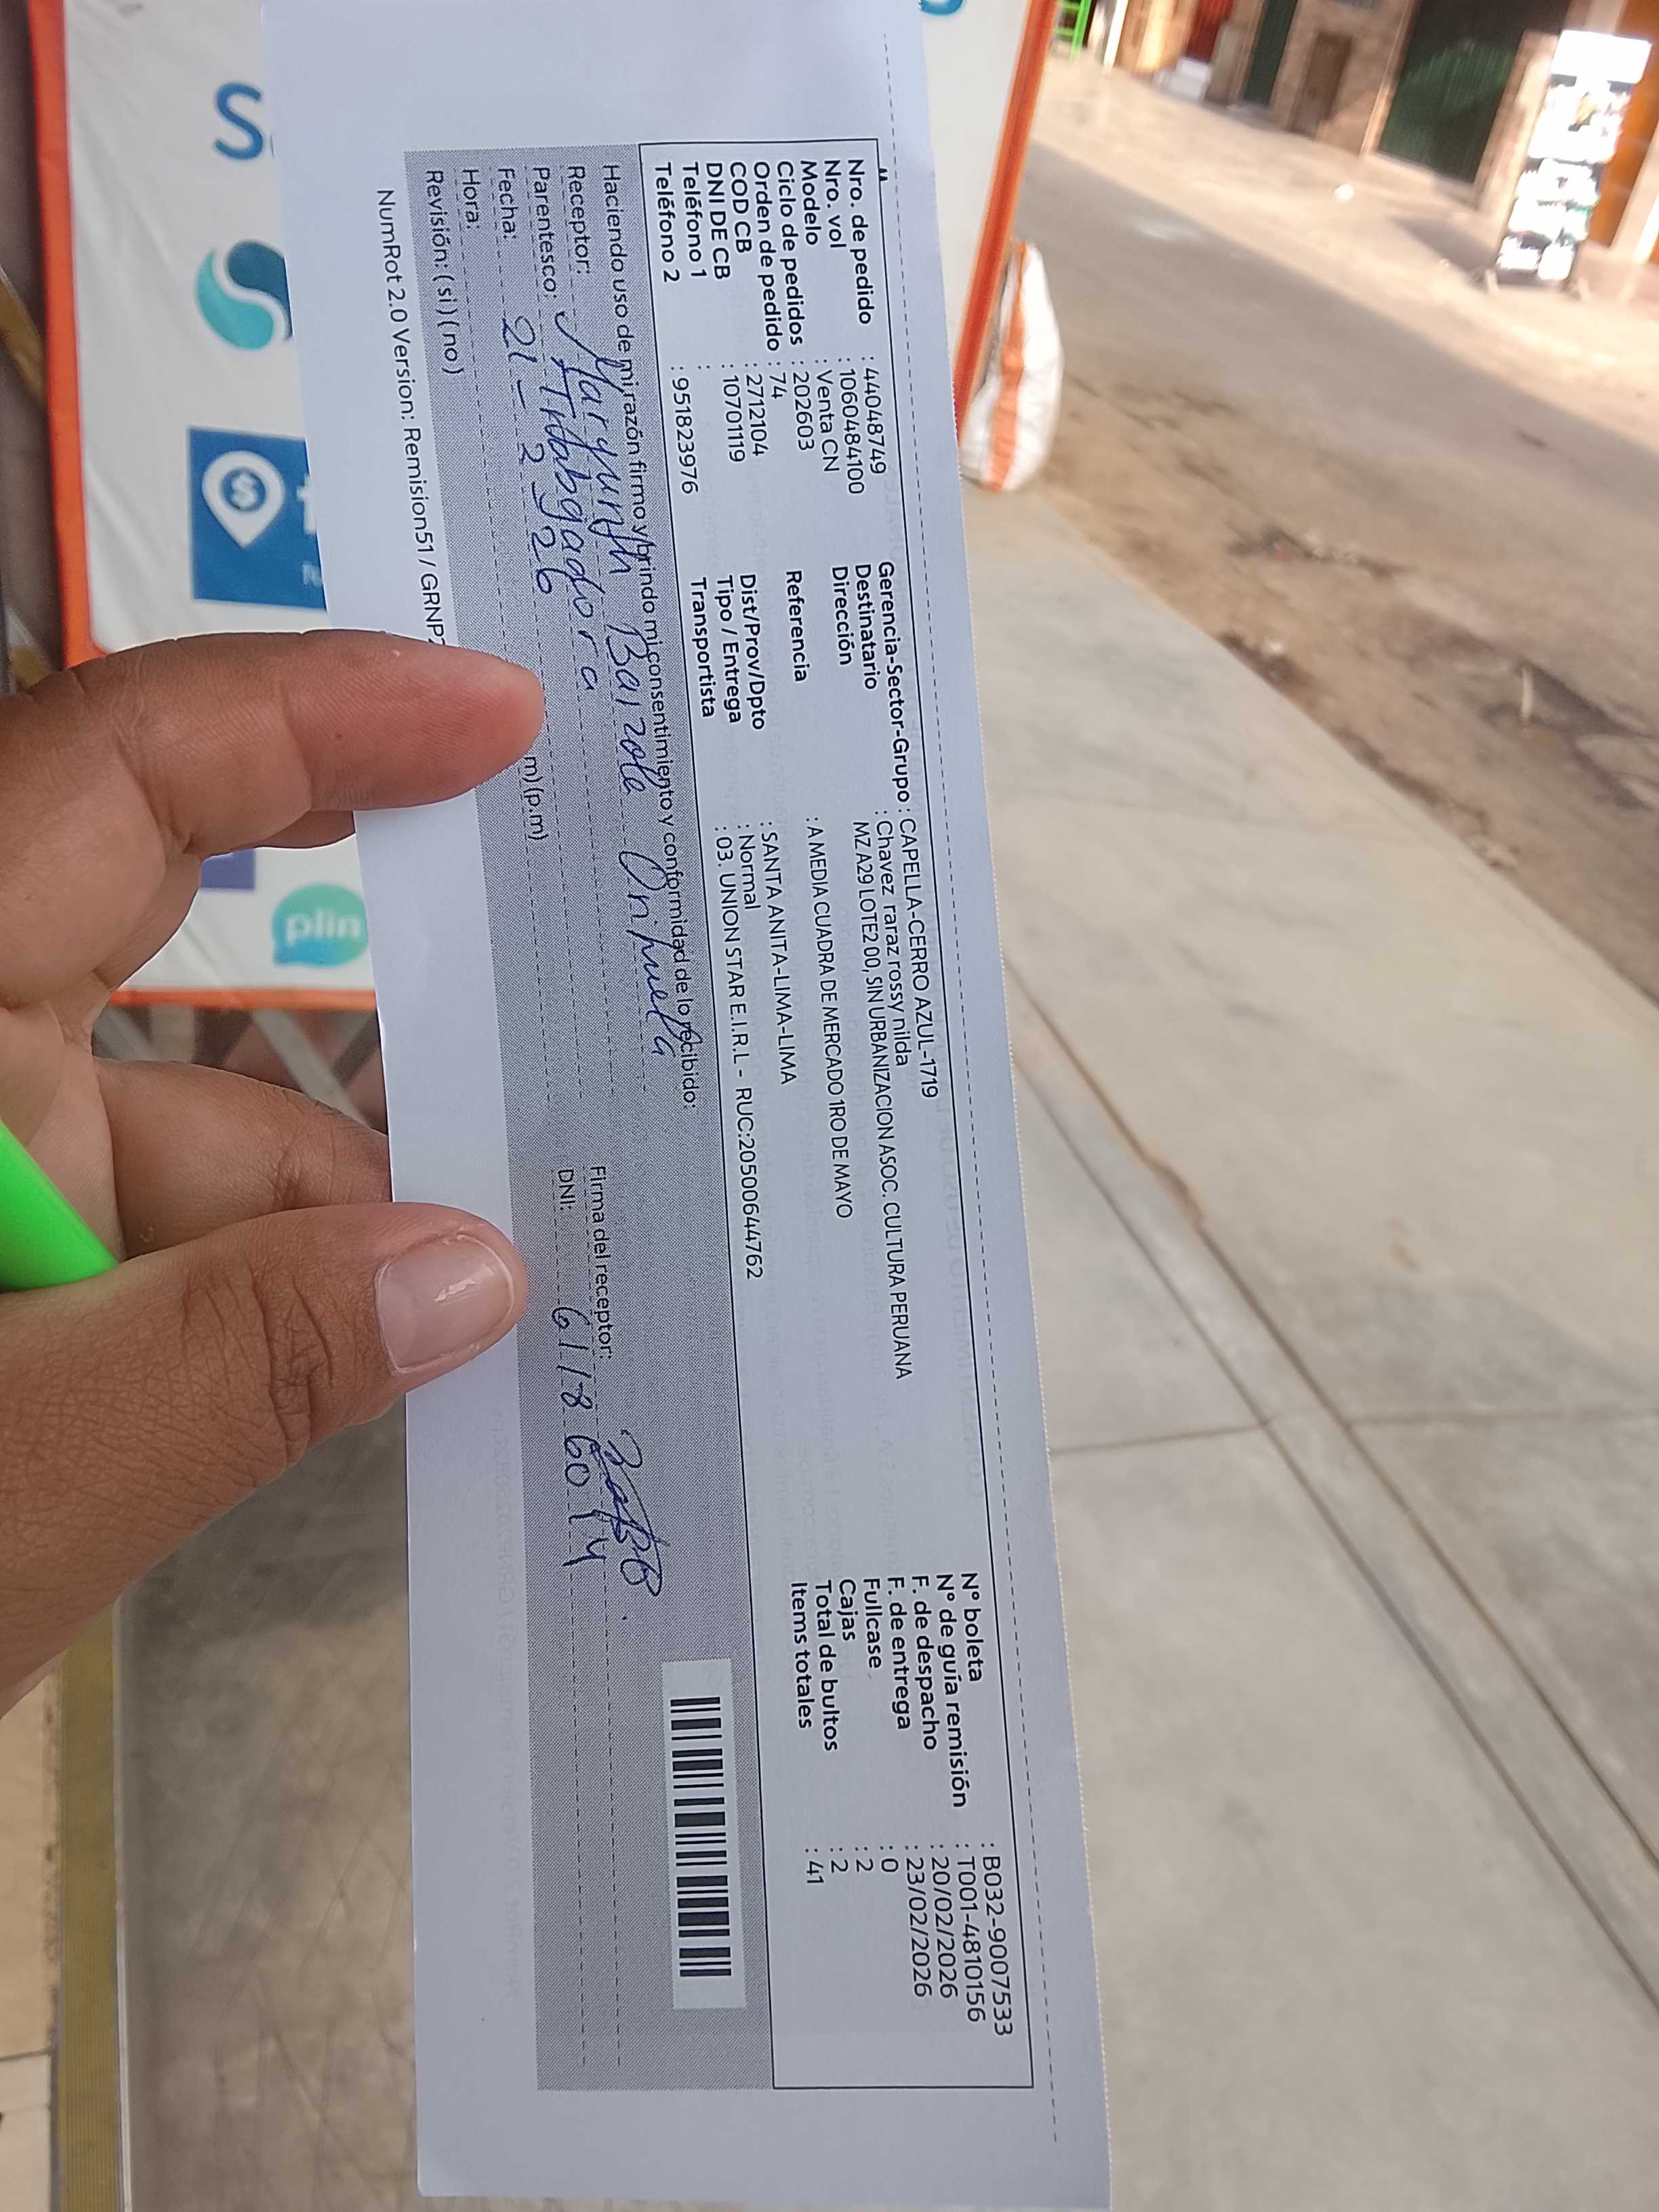 Nro. de pedido : 44048749
Nro. vol : 1060484100
Modelo : Venta CN
Ciclo de pedidos : 202603
Orden de pedido : 74
COD CB : 2712104
DNI DE CB : 10701119
Teléfono 1 :
Teléfono 2 : 951823976
Gerencia-Sector-Grupo : CAPELLA-CERRO AZUL-1719
Destinatario : Chavez raraz rossy nilda
Dirección MZ A29 LOTE2 00, SIN URBANIZACION ASOC. CULTURA PERUANA
Referencia : A MEDIA CUADRA DE MERCADO 1RO DE MAYO
Dist/Prov/Dpto : SANTA ANITA-LIMA-LIMA
Tipo / Entrega : Normal
Transportista : 03. UNION STAR E.I.R.L - RUC:20500644762
N° boleta : B032-9007533
N° de guía remisión : T001-4810156
F. de despacho : 20/02/2026
F. de entrega : 23/02/2026
Fullcase : 0
Cajas : 2
Total de bultos : 2
Items totales : 41
Haciendo uso de mi razón firmo y brindo mi consentimiento y conformidad de lo recibido:
Receptor:
Parentesco:
Fecha: 21 - 2 - 26
Hora: m) (p.m)
Revisión: ( si ) ( no )
Firma del receptor:
DNI: 61186014
NumRot 2.0 Version: Remision51 / GRNP
plin